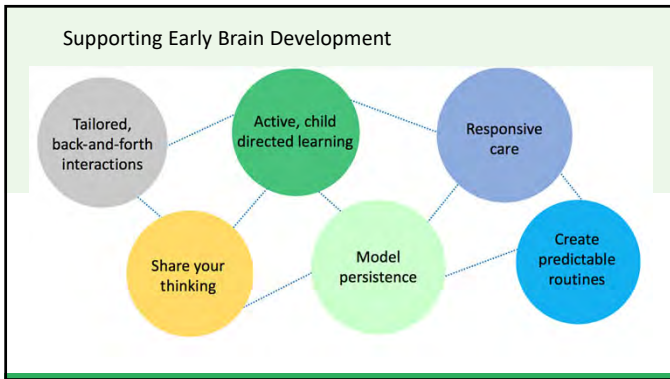 Supporting Early Brain Development
Tailored,
back-and-forth
interactions
Active, child
directed learning
Responsive
care
Share your
thinking
Model
persistence
Create
predictable
routines